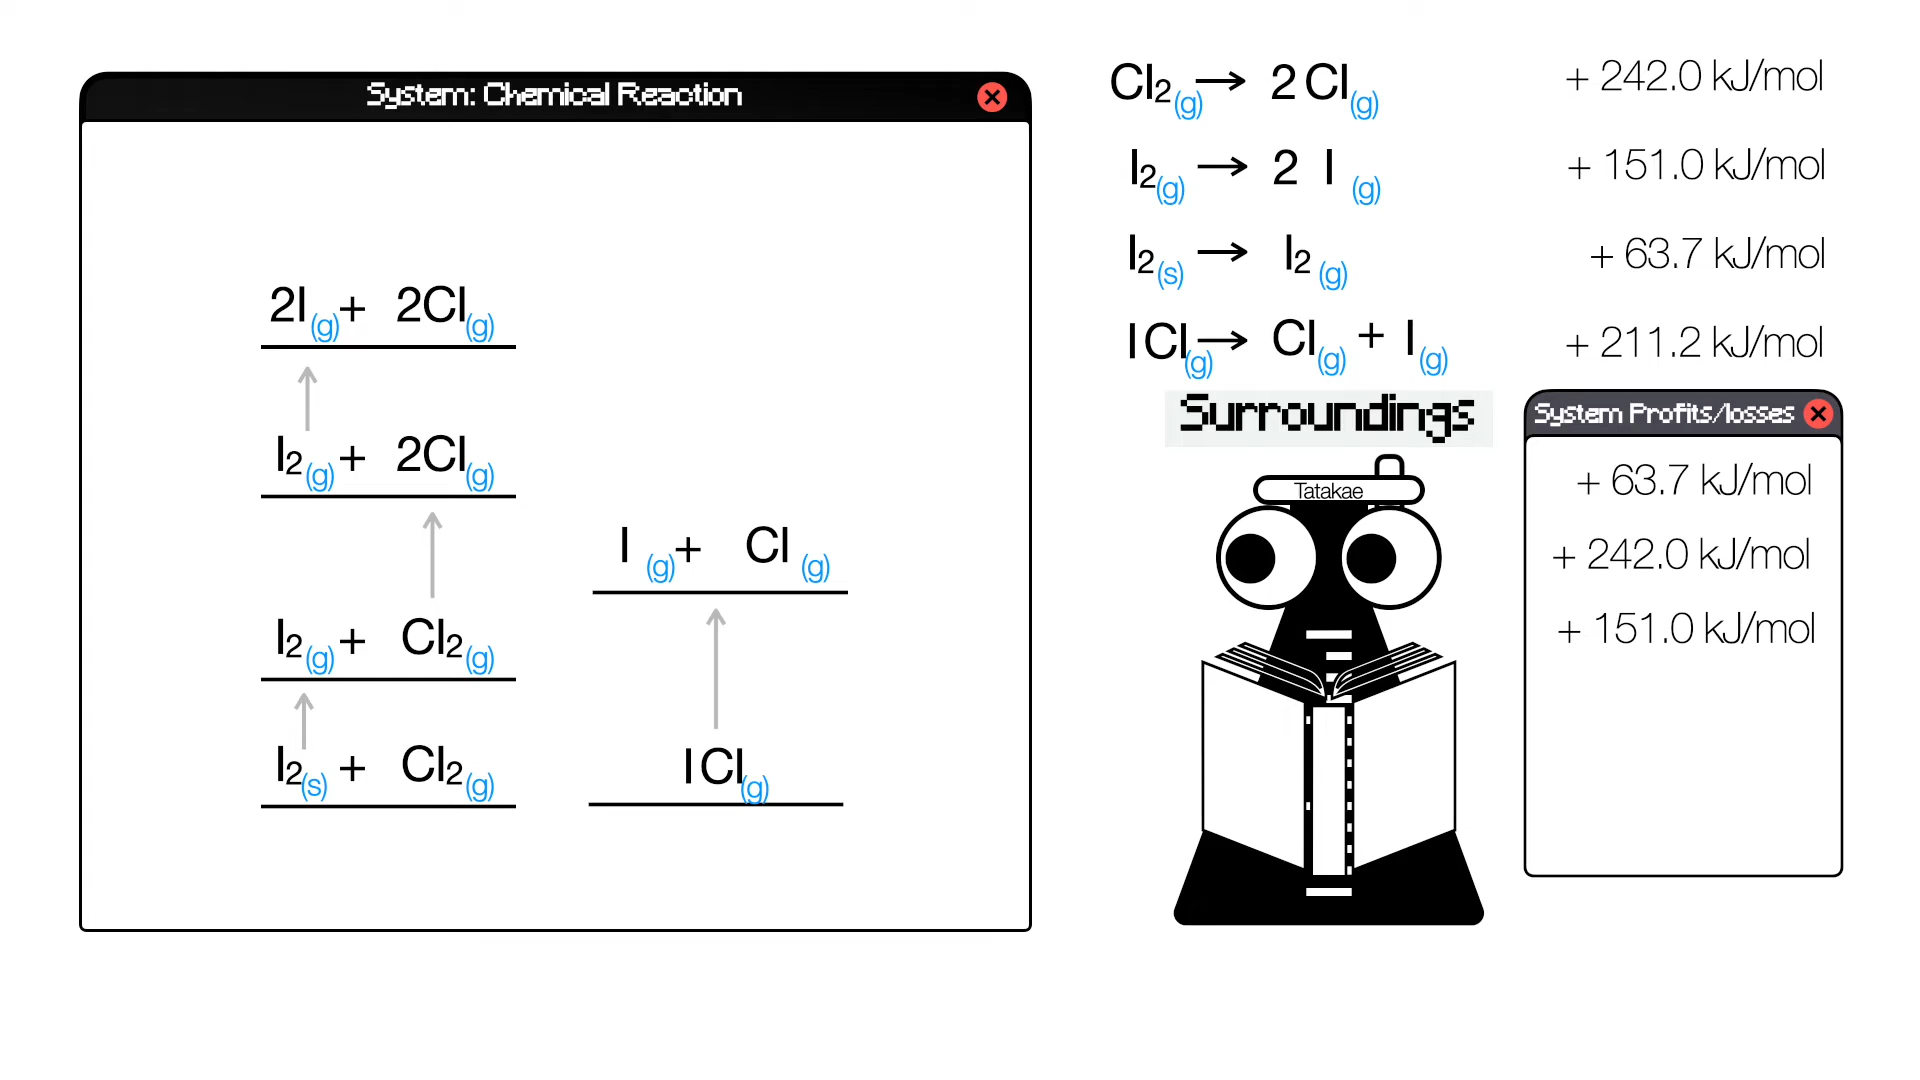 System: Chemical Reaction
2I(g) + 2Cl(g)
I2(g) + 2Cl(g)
I2(g) + Cl2(g)
I2(s) + Cl2(g)
I(g) + Cl(g)
ICl(g)
Cl2(g) → 2Cl(g) + 242.0 kJ/mol
I2(g) → 2 I(g) + 151.0 kJ/mol
I2(s) → I2(g) + 63.7 kJ/mol
ICl(g) → Cl(g) + I(g) + 211.2 kJ/mol
Surroundings
Tatakae
System Profits/losses
+ 63.7 kJ/mol
+ 242.0 kJ/mol
+ 151.0 kJ/mol